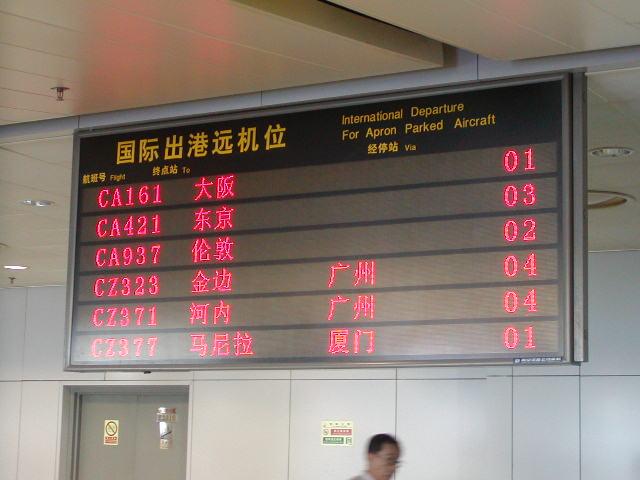 国际出港远机位
International Departure
For Apron Parked Aircraft
航班号 Flight 终点站 To 经停站 Via
CA161 大阪 01
CA421 东京 03
CA937 伦敦 02
CZ323 金边 广州 04
CZ371 河内 广州 04
CZ377 马尼拉 厦门 01